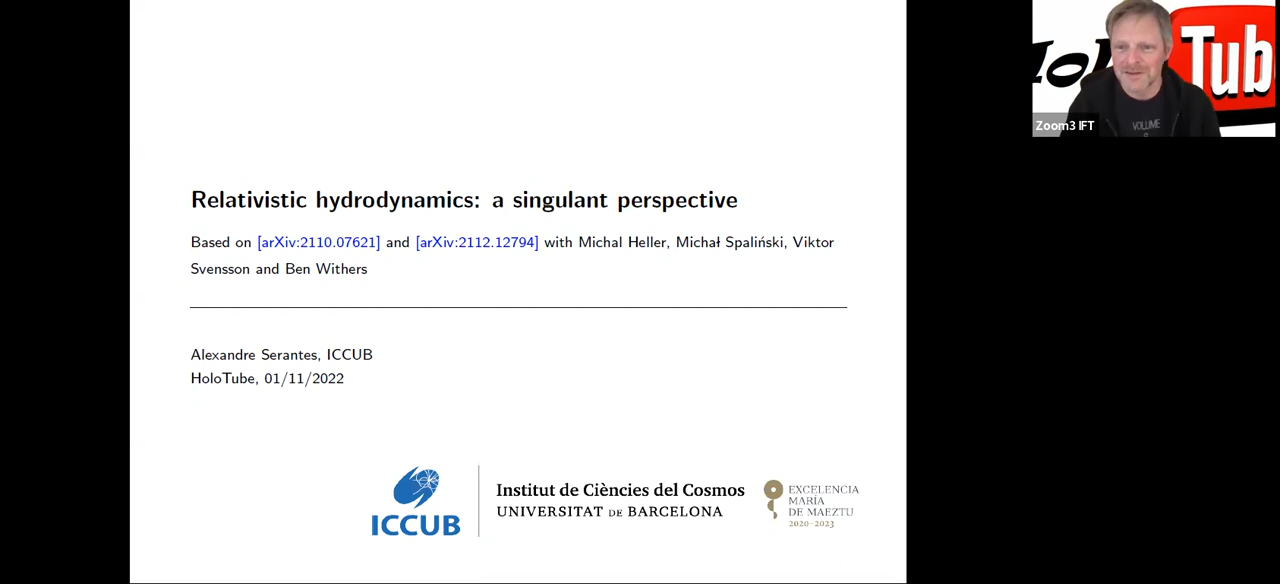 Relativistic hydrodynamics: a singulant perspective
Based on [arXiv:2110.07621] and [arXiv:2112.12794] with Michal Heller, Michał Spaliński, Viktor
Svensson and Ben Withers
Alexandre Serantes, ICCUB
HoloTube, 01/11/2022
ICCUB
Institut de Ciències del Cosmos
UNIVERSITAT DE BARCELONA
EXCELENCIA
MARÍA
DE MAEZTU
2020–2023
Tub
VOLUME
Zoom3 IFT